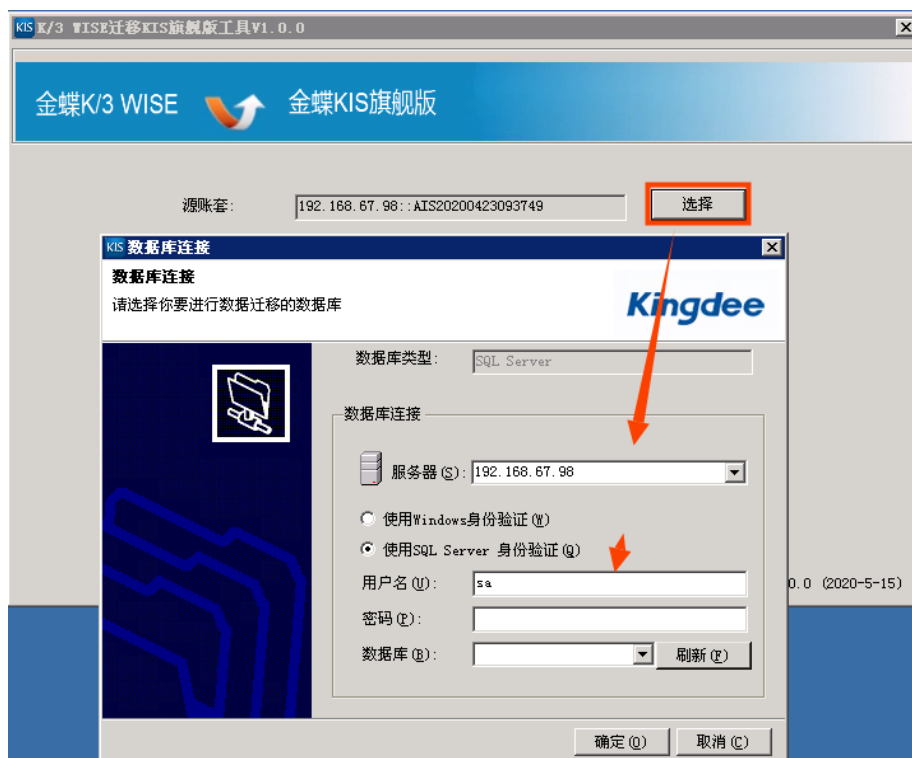 KIS K/3 WISE迁移KIS旗舰版工具V1.0.0
金蝶K/3 WISE 金蝶KIS旗舰版
源账套: 192.168.67.98::AIS20200423093749 选择
KIS 数据库连接
数据库连接
请选择你要进行数据迁移的数据库
Kingdee
数据库类型: SQL Server
数据库连接
服务器(S): 192.168.67.98
使用Windows身份验证(W)
使用SQL Server 身份验证(Q)
用户名(U): sa
0.0 (2020-5-15)
密码(P):
数据库(B): 刷新(F)
确定(O) 取消(C)